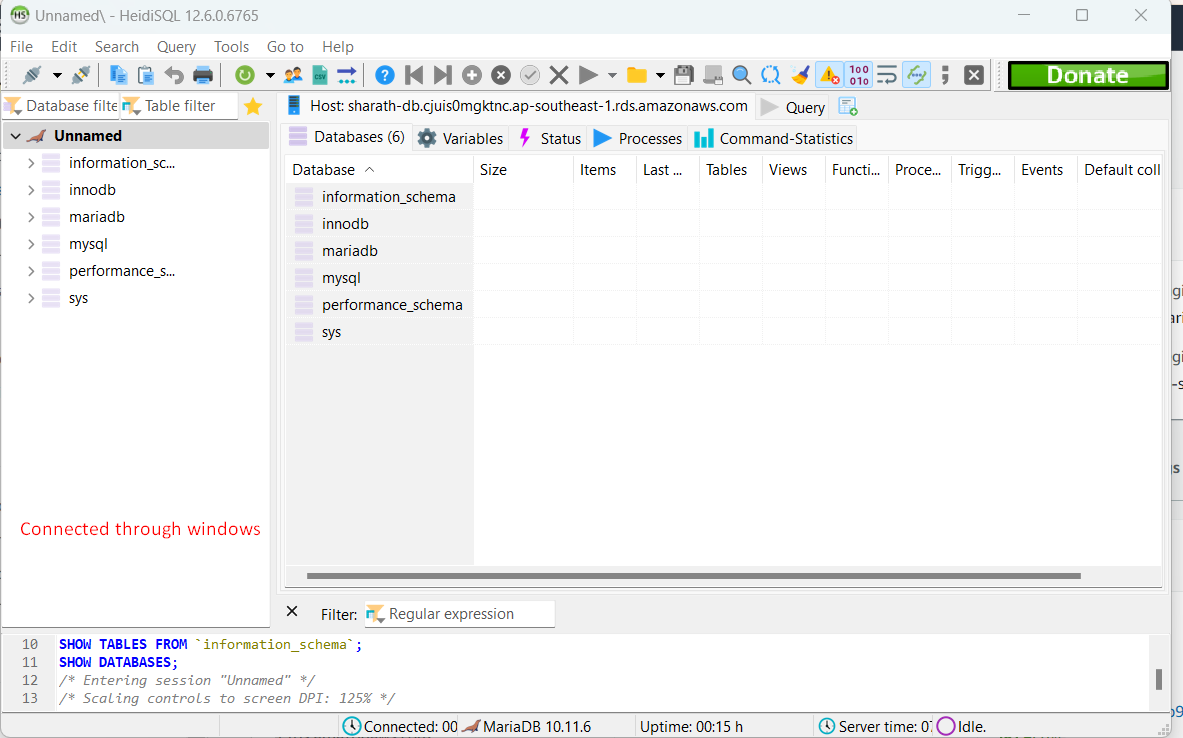 Unnamed\ - HeidiSQL 12.6.0.6765
File Edit Search Query Tools Go to Help
Donate
Database filte Table filter
Host: sharath-db.cjuis0mgktnc.ap-southeast-1.rds.amazonaws.com Query
Databases (6) Variables Status Processes Command-Statistics
Unnamed
information_sc...
innodb
mariadb
mysql
performance_s...
sys
Database Size Items Last ... Tables Views Functi... Proce... Trigg... Events Default coll
information_schema
innodb
mariadb
mysql
performance_schema
sys
Connected through windows
Filter: Regular expression
10 SHOW TABLES FROM `information_schema`;
11 SHOW DATABASES;
12 /* Entering session "Unnamed" */
13 /* Scaling controls to screen DPI: 125% */
Connected: 00 MariaDB 10.11.6 Uptime: 00:15 h Server time: 07 Idle.